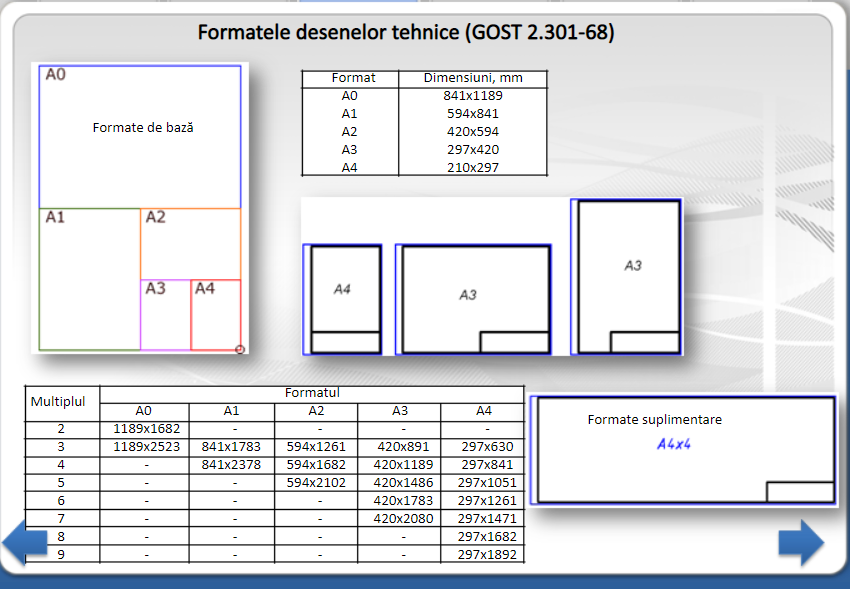 Formatele desenelor tehnice (GOST 2.301-68)
A0
Formate de bază
A1 A2
A3 A4
Format Dimensiuni, mm
A0 841x1189
A1 594x841
A2 420x594
A3 297x420
A4 210x297
A4
A3
A3
Multiplul Formatul
A0 A1 A2 A3 A4
2 1189x1682 - - - -
3 1189x2523 841x1783 594x1261 420x891 297x630
4 - 841x2378 594x1682 420x1189 297x841
5 - - 594x2102 420x1486 297x1051
6 - - - 420x1783 297x1261
7 - - - 420x2080 297x1471
8 - - - - 297x1682
9 - - - - 297x1892
Formate suplimentare
A4x4